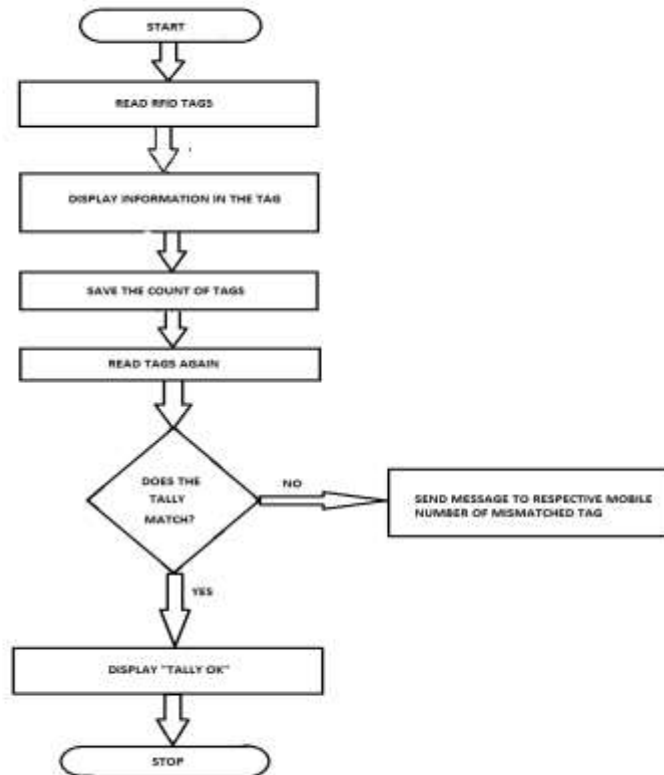 START
READ RFID TAGS
DISPLAY INFORMATION IN THE TAG
SAVE THE COUNT OF TAGS
READ TAGS AGAIN
DOES THE
TALLY
MATCH?
NO
SEND MESSAGE TO RESPECTIVE MOBILE
NUMBER OF MISMATCHED TAG
YES
DISPLAY "TALLY OK"
STOP